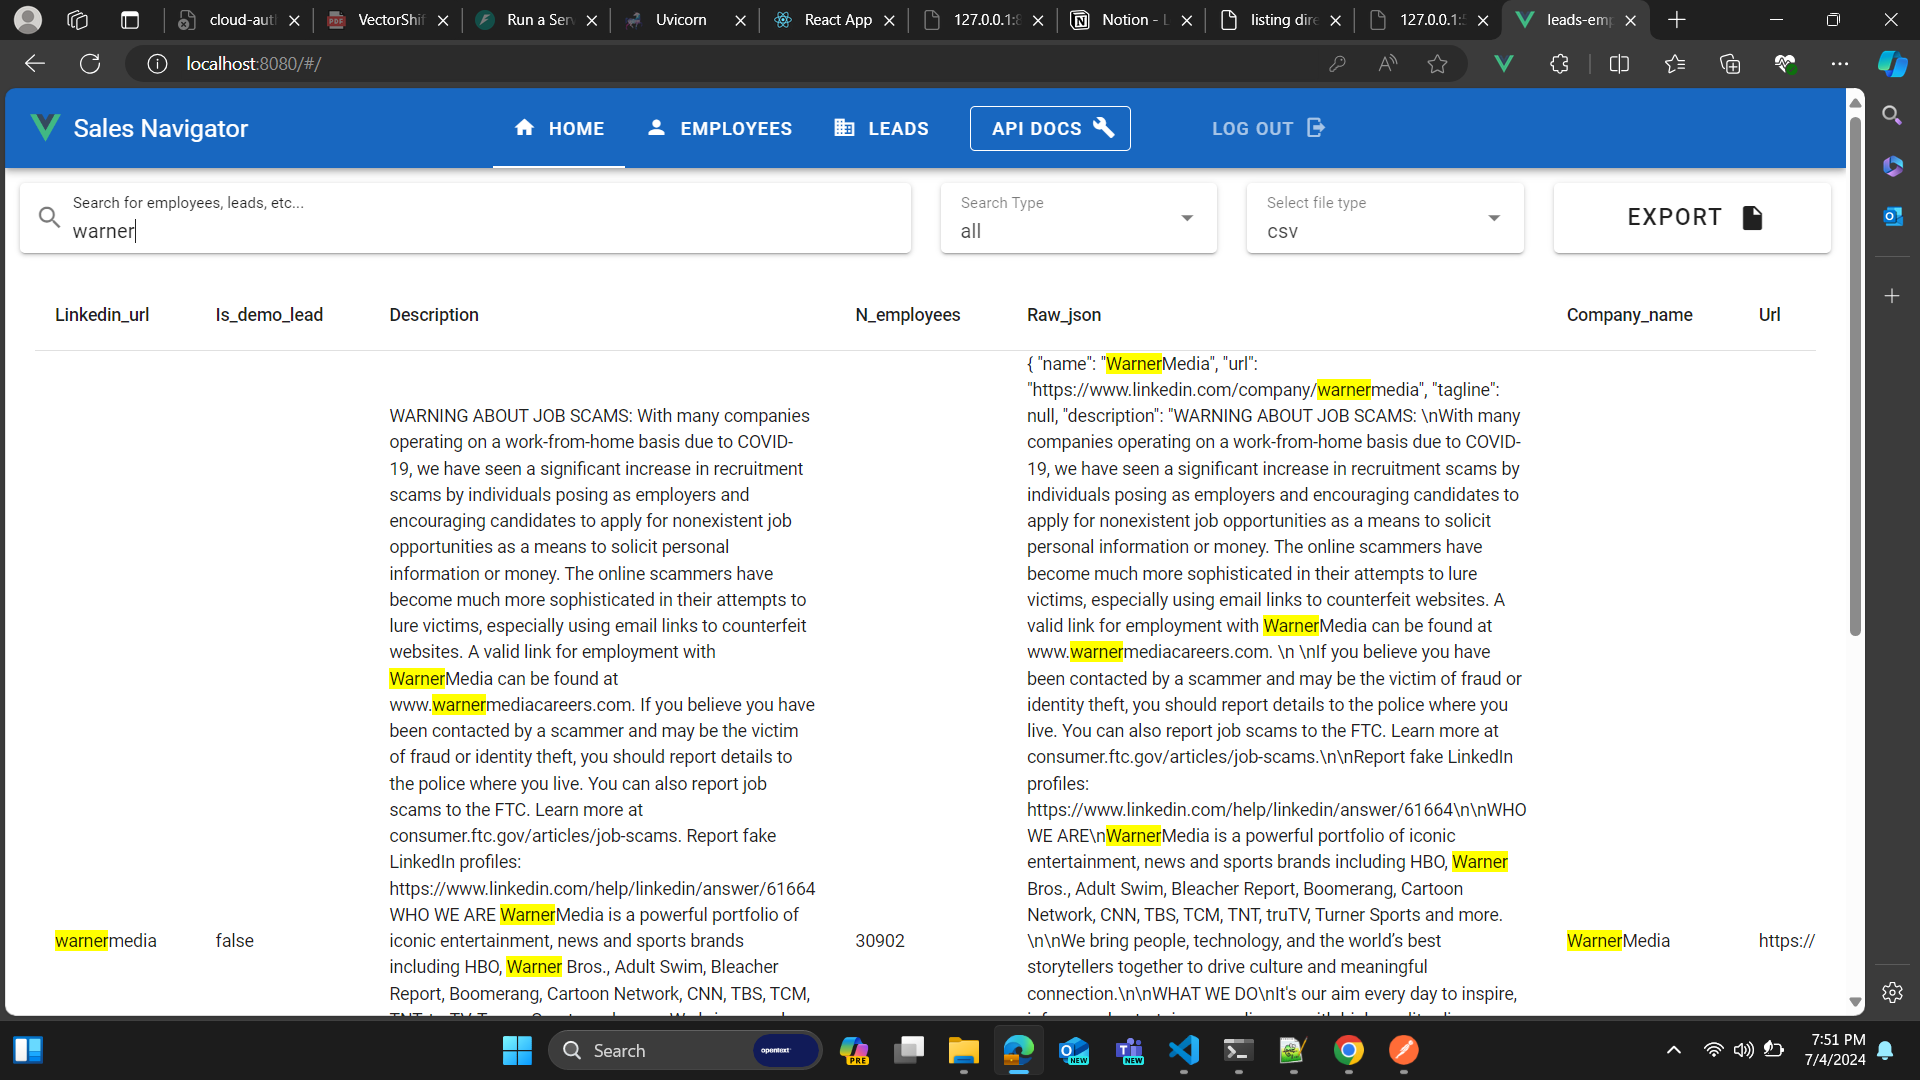 cloud-aut
VectorShif
Run a Serv
Uvicorn
React App
127.0.0.1:8
Notion - L
listing dire
127.0.0.1:5
leads-emp
localhost:8080/#/
Sales Navigator
HOME
EMPLOYEES
LEADS
API DOCS
LOG OUT
Search for employees, leads, etc...
warner
Search Type
all
Select file type
csv
EXPORT
Linkedin_url
Is_demo_lead
Description
N_employees
Raw_json
Company_name
Url
warnermedia
false
WARNING ABOUT JOB SCAMS: With many companies
operating on a work-from-home basis due to COVID-
19, we have seen a significant increase in recruitment
scams by individuals posing as employers and
encouraging candidates to apply for nonexistent job
opportunities as a means to solicit personal
information or money. The online scammers have
become much more sophisticated in their attempts to
lure victims, especially using email links to counterfeit
websites. A valid link for employment with
WarnerMedia can be found at
www.warnermediacareers.com. If you believe you have
been contacted by a scammer and may be the victim
of fraud or identity theft, you should report details to
the police where you live. You can also report job
scams to the FTC. Learn more at
consumer.ftc.gov/articles/job-scams. Report fake
LinkedIn profiles:
https://www.linkedin.com/help/linkedin/answer/61664
WHO WE ARE WarnerMedia is a powerful portfolio of
iconic entertainment, news and sports brands
including HBO, Warner Bros., Adult Swim, Bleacher
Report, Boomerang, Cartoon Network, CNN, TBS, TCM,
30902
{ "name": "WarnerMedia", "url":
"https://www.linkedin.com/company/warnermedia", "tagline":
null, "description": "WARNING ABOUT JOB SCAMS: \nWith many
companies operating on a work-from-home basis due to COVID-
19, we have seen a significant increase in recruitment scams by
individuals posing as employers and encouraging candidates to
apply for nonexistent job opportunities as a means to solicit
personal information or money. The online scammers have
become much more sophisticated in their attempts to lure
victims, especially using email links to counterfeit websites. A
valid link for employment with WarnerMedia can be found at
www.warnermediacareers.com. \n \nIf you believe you have
been contacted by a scammer and may be the victim of fraud or
identity theft, you should report details to the police where you
live. You can also report job scams to the FTC. Learn more at
consumer.ftc.gov/articles/job-scams.\n\nReport fake LinkedIn
profiles:
https://www.linkedin.com/help/linkedin/answer/61664\n\nWHO
WE ARE\nWarnerMedia is a powerful portfolio of iconic
entertainment, news and sports brands including HBO, Warner
Bros., Adult Swim, Bleacher Report, Boomerang, Cartoon
Network, CNN, TBS, TCM, TNT, truTV, Turner Sports and more.
\n\nWe bring people, technology, and the world’s best
storytellers together to drive culture and meaningful
connection.\n\nWHAT WE DO\nIt's our aim every day to inspire,
WarnerMedia
https://
Search
opentext
PRE
NEW
NEW
7:51 PM
7/4/2024